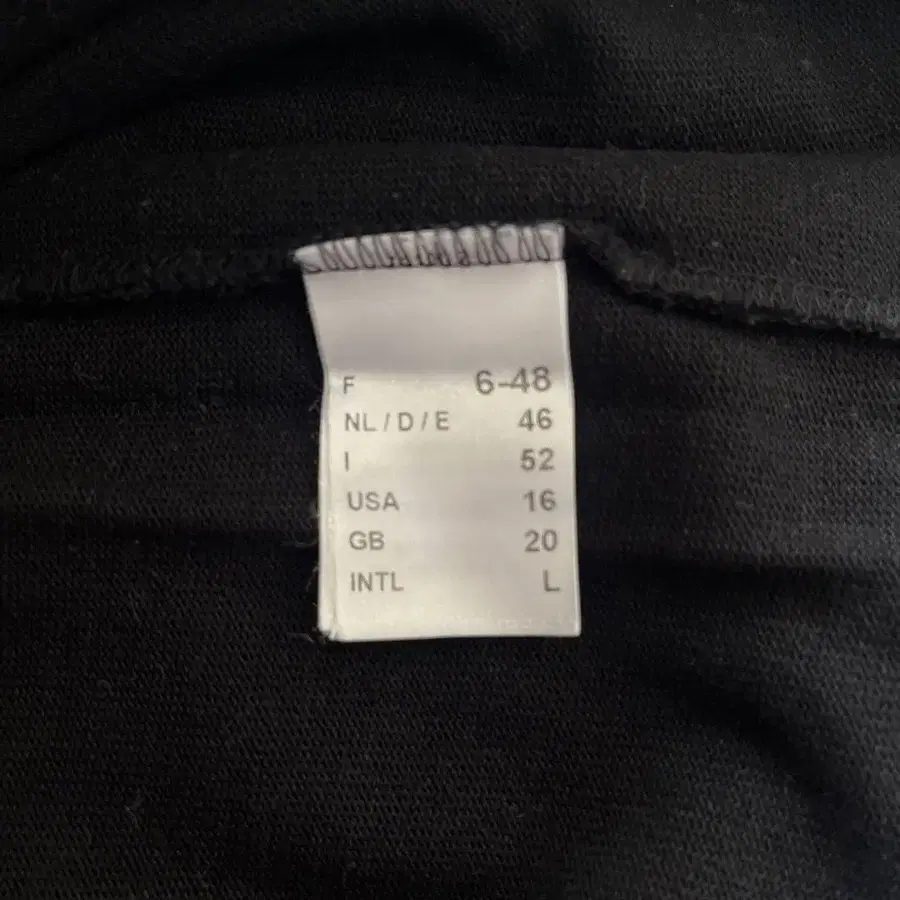 F 6-48
NL / D / E 46
I 52
USA 16
GB 20
INTL L